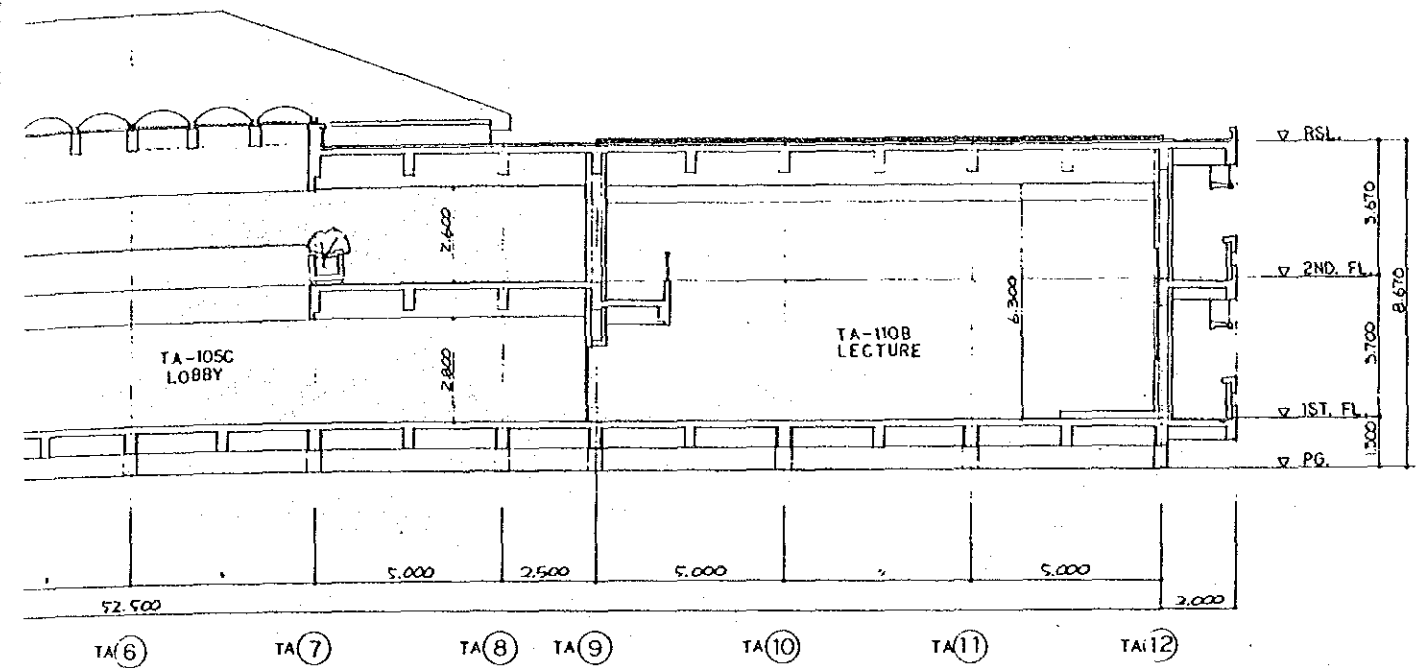 ▽ RSL.
3.670
2.600
▽ 2ND. FL.
8.670
6.300
TA-110B
LECTURE
TA-105C
LOBBY
3.700
2.800
▽ 1ST. FL.
1.300
▽ PG.
5.000 2.500 5.000 5.000
52.500 2.000
TA 6 TA 7 TA 8 TA 9 TA 10 TA 11 TA 12